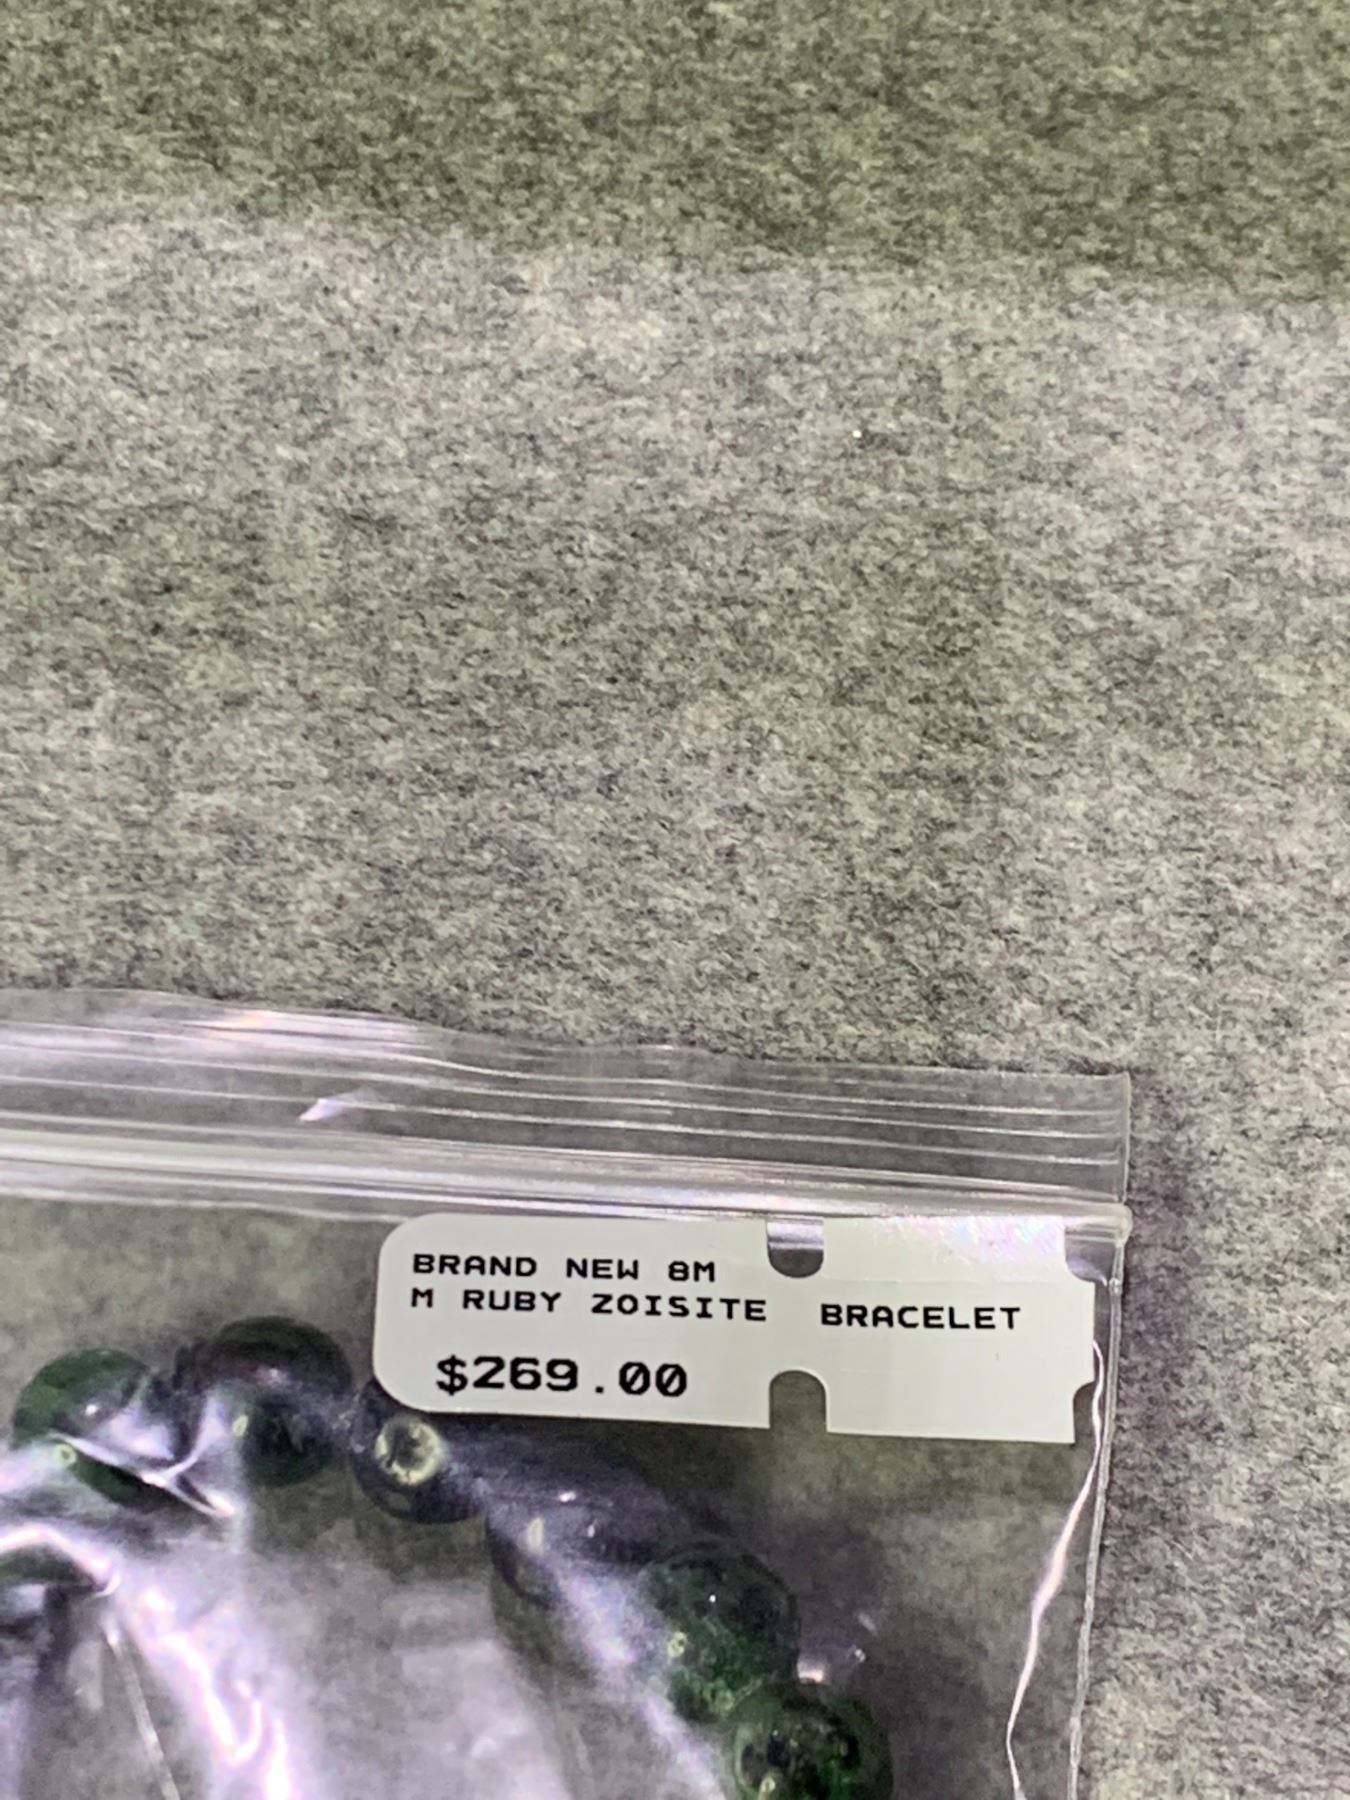 BRAND NEW 8M
M RUBY ZOISITE BRACELET
$269.00